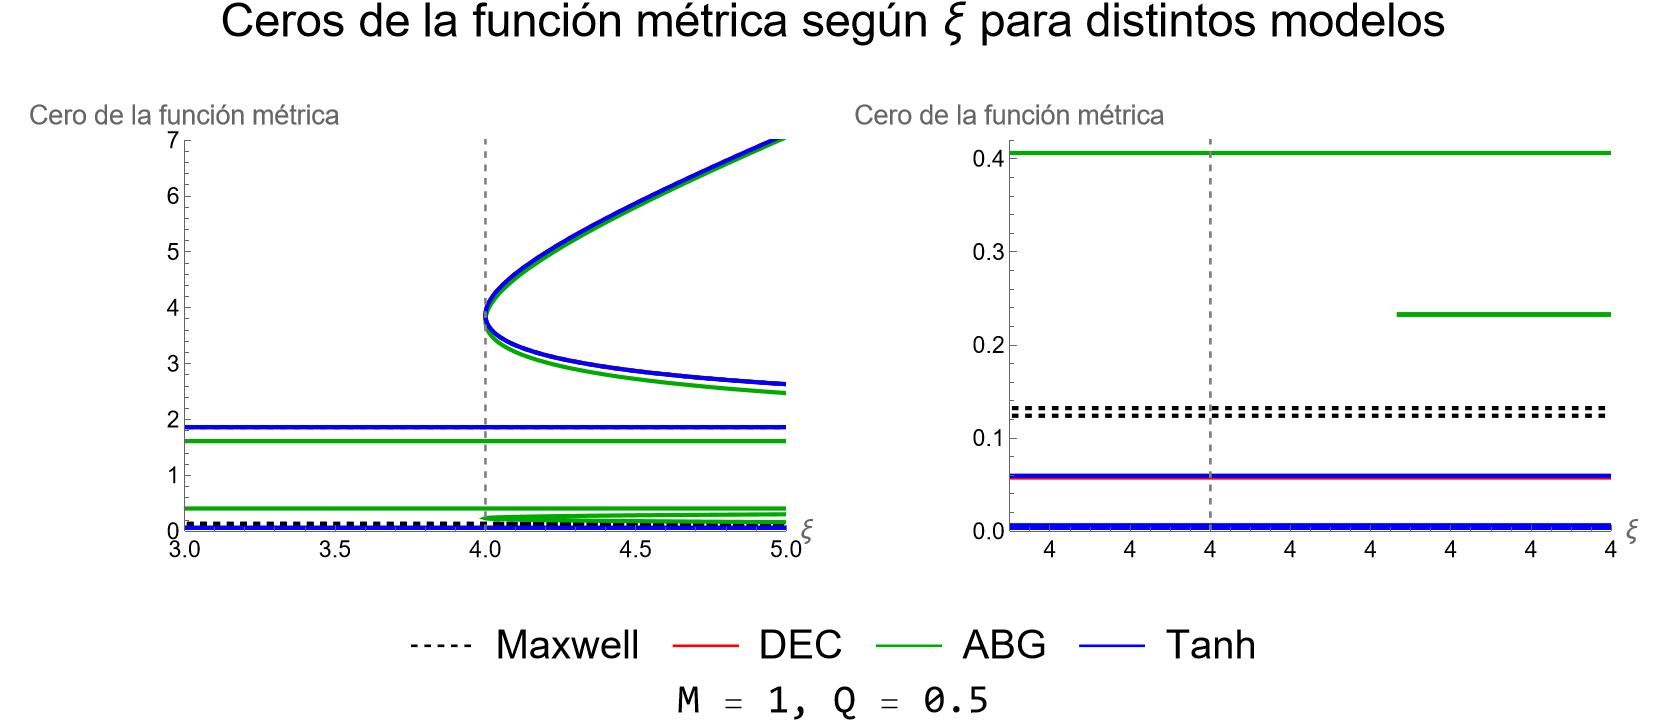 Ceros de la función métrica según ξ para distintos modelos
Cero de la función métrica
7
6
5
4
3
2
1
0
3.0 3.5 4.0 4.5 5.0
ξ
Cero de la función métrica
0.4
0.3
0.2
0.1
0.0
4 4 4 4 4 4 4 4
ξ
Maxwell DEC ABG Tanh
M = 1, Q = 0.5